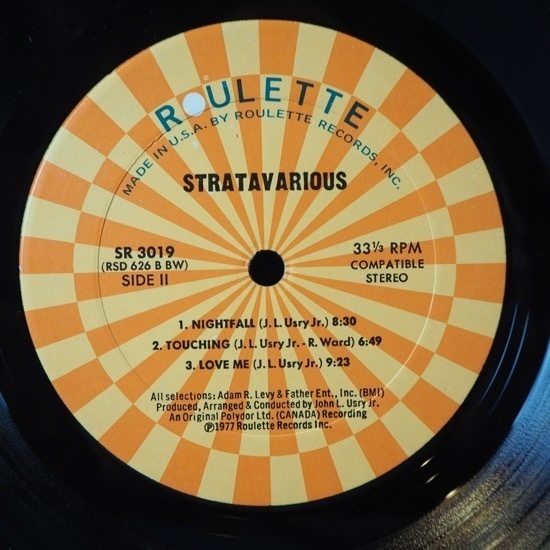 ROULETTE
MADE IN U.S.A. BY ROULETTE RECORDS, INC.
STRATAVARIOUS
SR 3019
(RSD 626 B BW)
SIDE II
33⅓ RPM
COMPATIBLE
STEREO
1. NIGHTFALL (J. L. Usry Jr.) 8:30
2. TOUCHING (J. L. Usry Jr. - R. Ward) 6:49
3. LOVE ME (J. L. Usry Jr.) 9:23
All selections: Adam R. Levy & Father Ent., Inc. (BMI)
Produced, Arranged & Conducted by John L. Usry Jr.
An Original Polydor Ltd. (CANADA) Recording
Ⓟ1977 Roulette Records Inc.